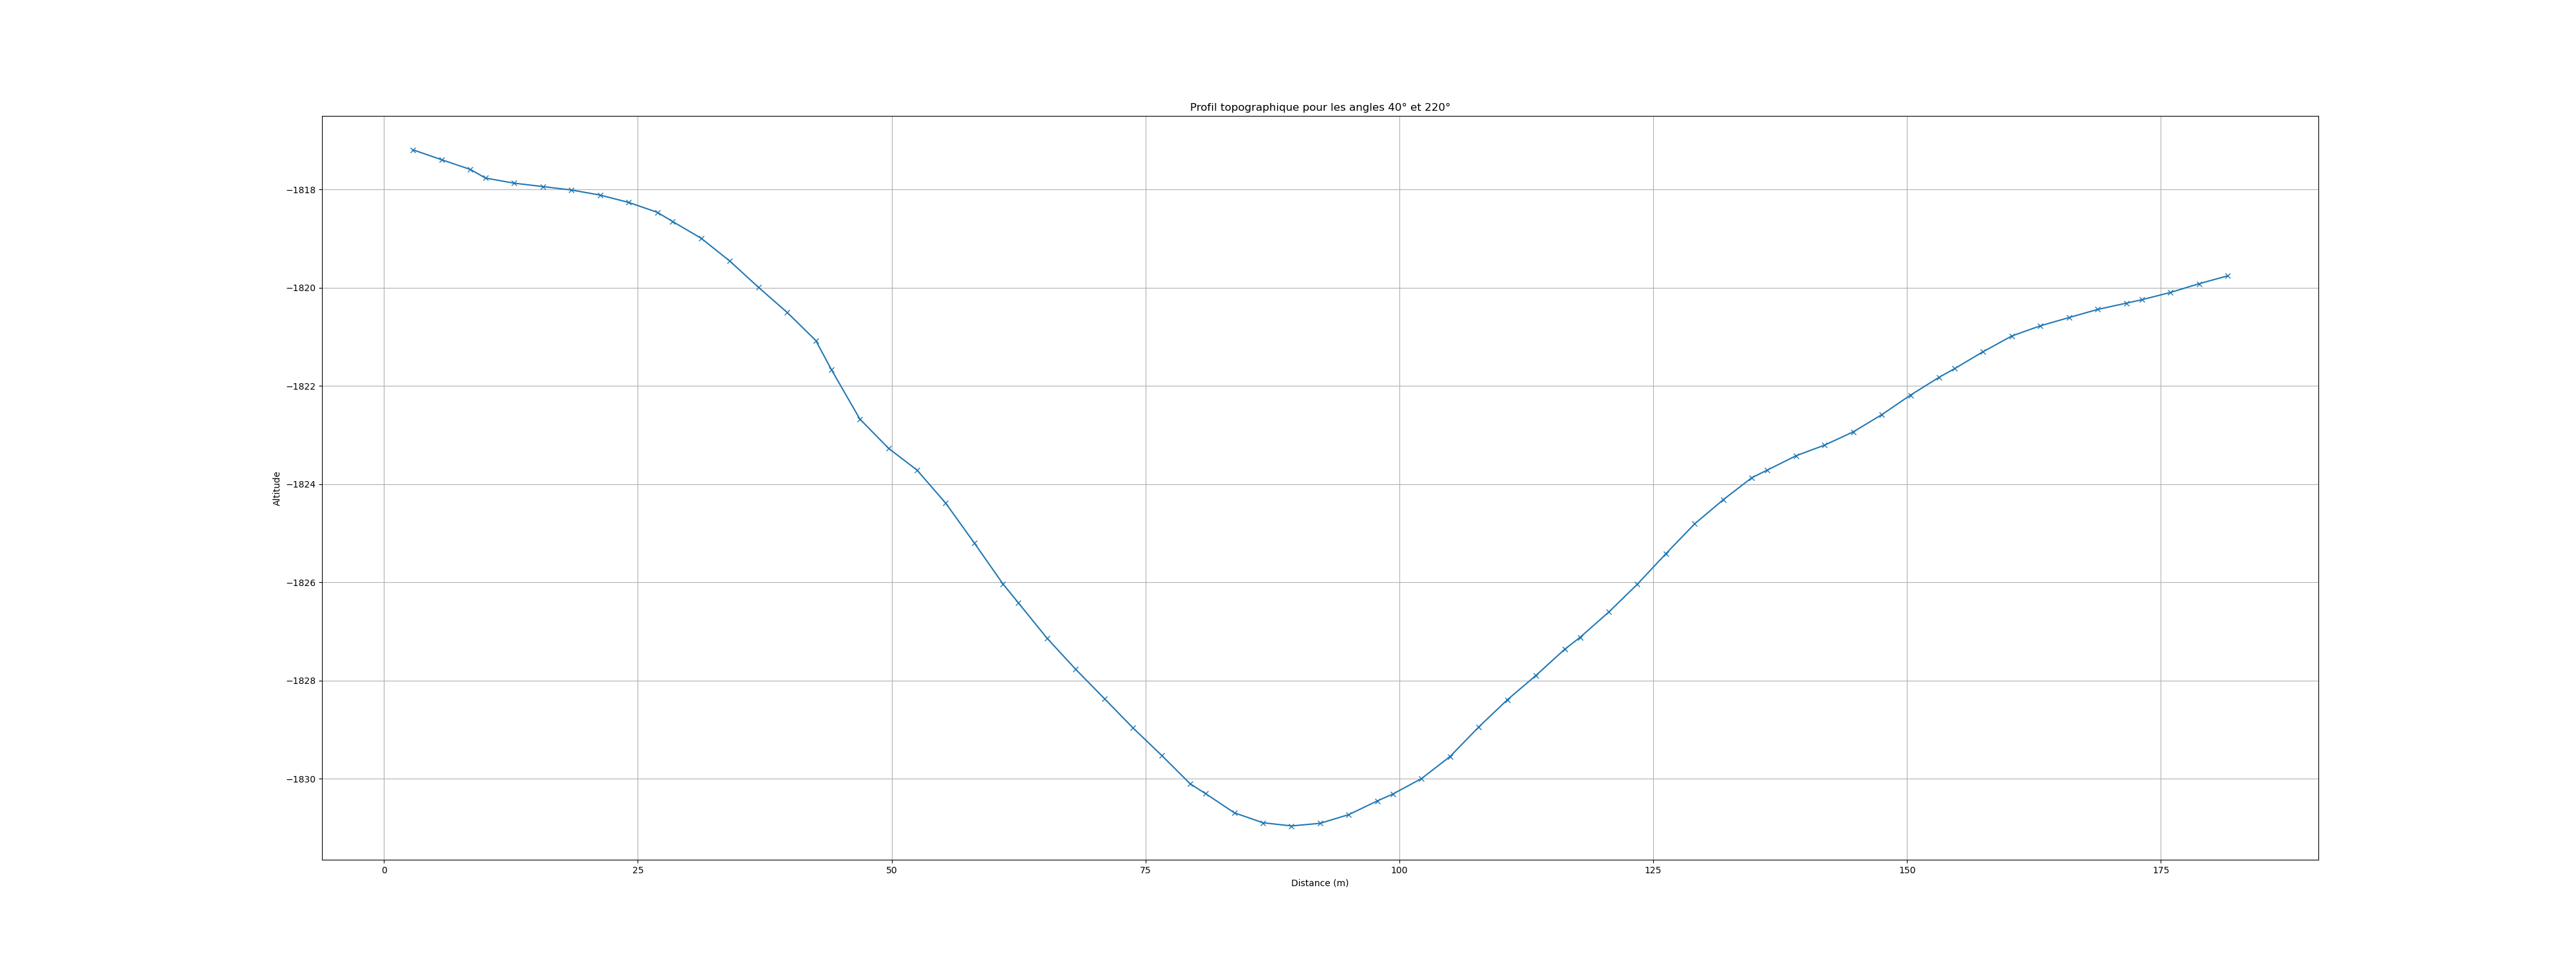 Profil topographique pour les angles 40° et 220°
−1818
−1820
−1822
−1824
−1826
−1828
−1830
Altitude
0 25 50 75 100 125 150 175
Distance (m)